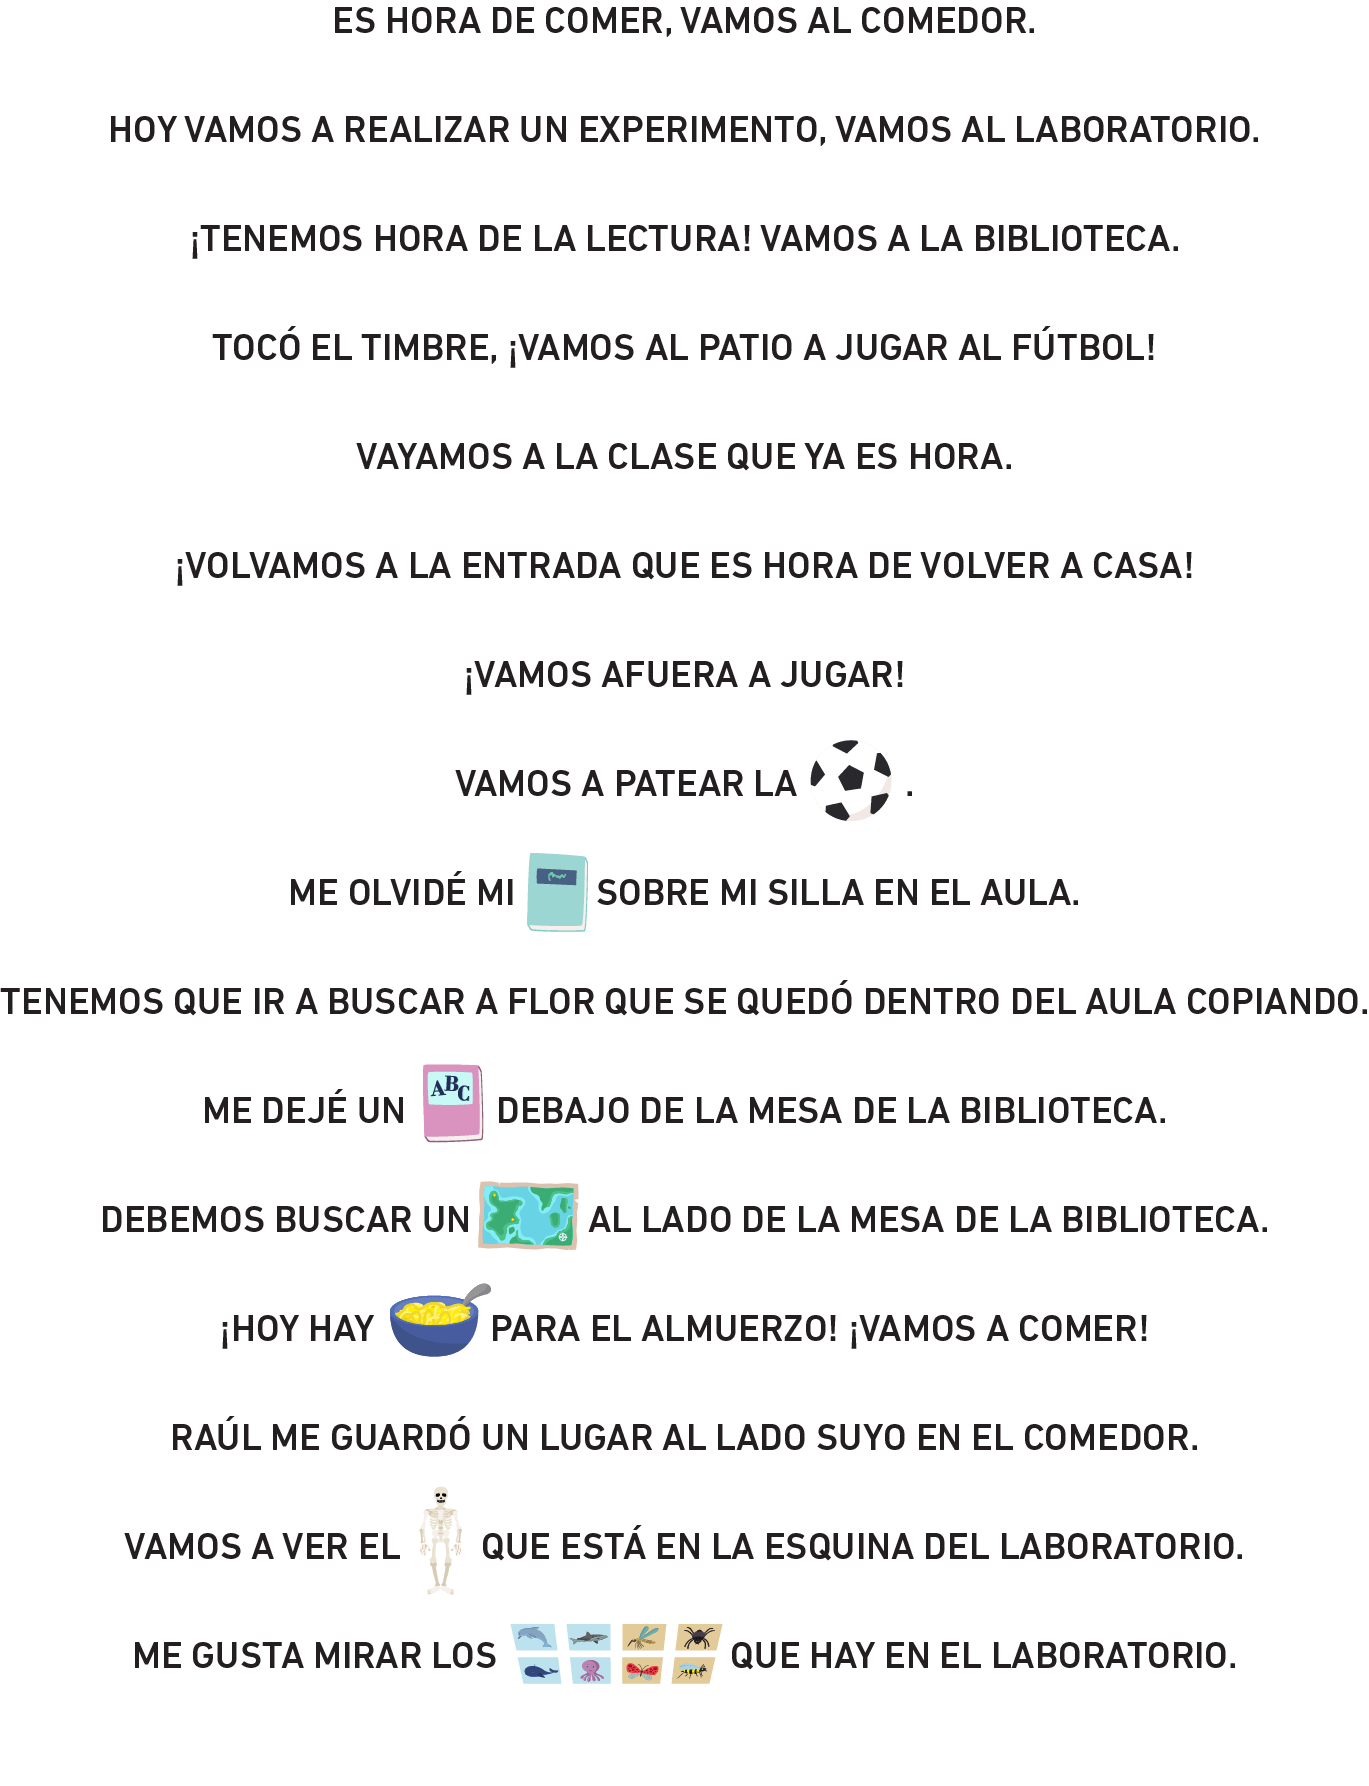 ES HORA DE COMER, VAMOS AL COMEDOR.
HOY VAMOS A REALIZAR UN EXPERIMENTO, VAMOS AL LABORATORIO.
¡TENEMOS HORA DE LA LECTURA! VAMOS A LA BIBLIOTECA.
TOCÓ EL TIMBRE, ¡VAMOS AL PATIO A JUGAR AL FÚTBOL!
VAYAMOS A LA CLASE QUE YA ES HORA.
¡VOLVAMOS A LA ENTRADA QUE ES HORA DE VOLVER A CASA!
¡VAMOS AFUERA A JUGAR!
VAMOS A PATEAR LA .
ME OLVIDÉ MI SOBRE MI SILLA EN EL AULA.
TENEMOS QUE IR A BUSCAR A FLOR QUE SE QUEDÓ DENTRO DEL AULA COPIANDO.
ME DEJÉ UN ABC DEBAJO DE LA MESA DE LA BIBLIOTECA.
DEBEMOS BUSCAR UN AL LADO DE LA MESA DE LA BIBLIOTECA.
¡HOY HAY PARA EL ALMUERZO! ¡VAMOS A COMER!
RAÚL ME GUARDÓ UN LUGAR AL LADO SUYO EN EL COMEDOR.
VAMOS A VER EL QUE ESTÁ EN LA ESQUINA DEL LABORATORIO.
ME GUSTA MIRAR LOS QUE HAY EN EL LABORATORIO.